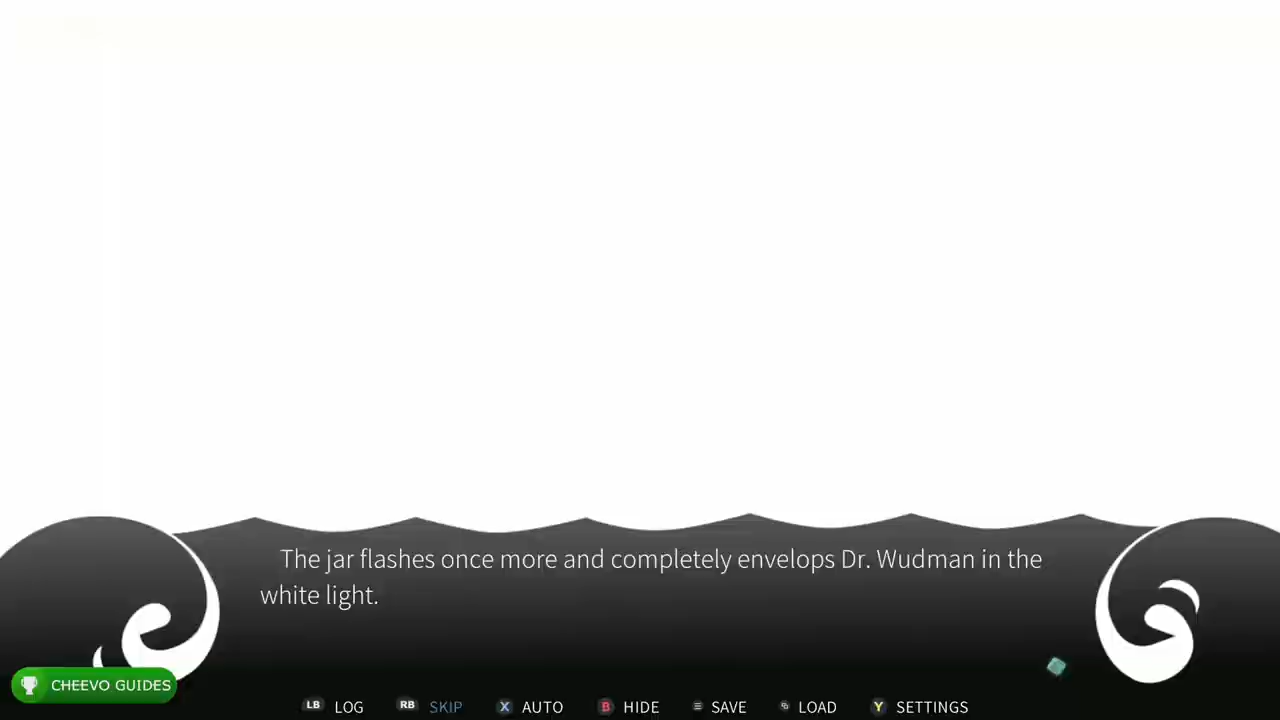 The jar flashes once more and completely envelops Dr. Wudman in the
white light.
CHEEVO GUIDES
LB LOG RB SKIP X AUTO B HIDE SAVE LOAD Y SETTINGS